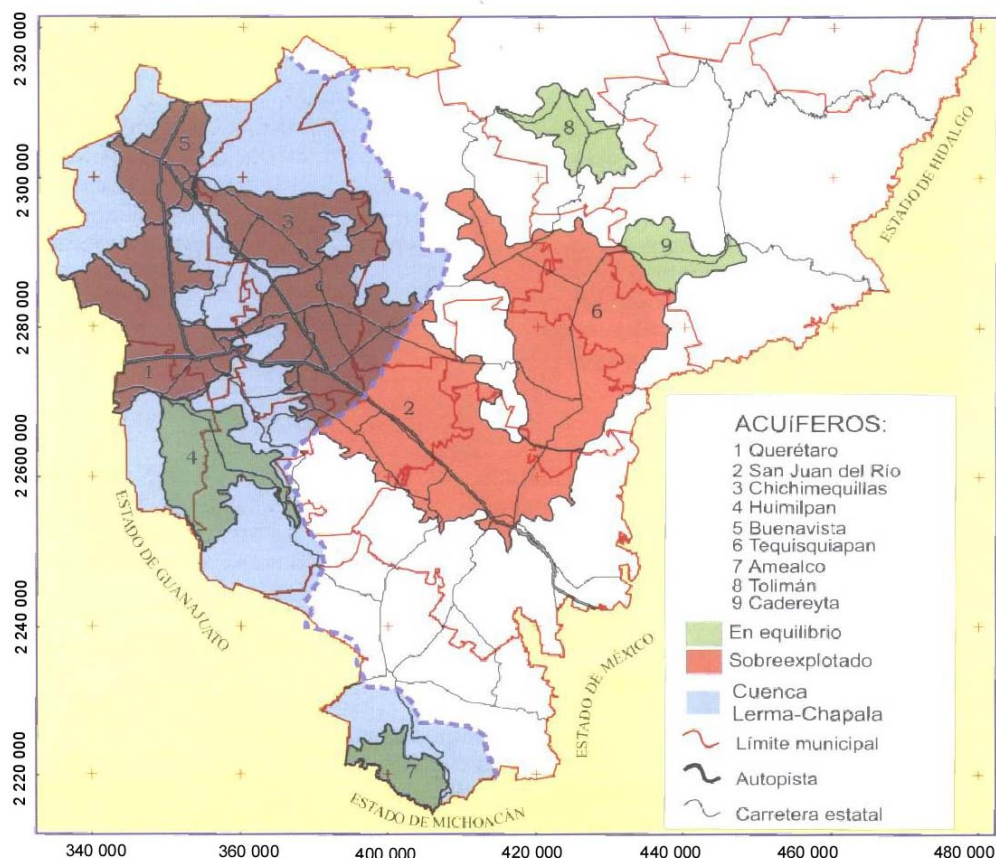 2 320 000
2 300 000
2 280 000
2 260 000
2 240 000
2 220 000
5
3
1
4
2
8
9
6
7
ESTADO DE HIDALGO
ESTADO DE GUANAJUATO
ESTADO DE MÉXICO
ESTADO DE MICHOACÁN
ACUÍFEROS:
1 Querétaro
2 San Juan del Río
3 Chichimequillas
4 Huimilpan
5 Buenavista
6 Tequisquiapan
7 Amealco
8 Tolimán
9 Cadereyta
En equilibrio
Sobreexplotado
Cuenca
Lerma-Chapala
Límite municipal
Autopista
Carretera estatal
340 000 360 000 400 000 420 000 440 000 460 000 480 000